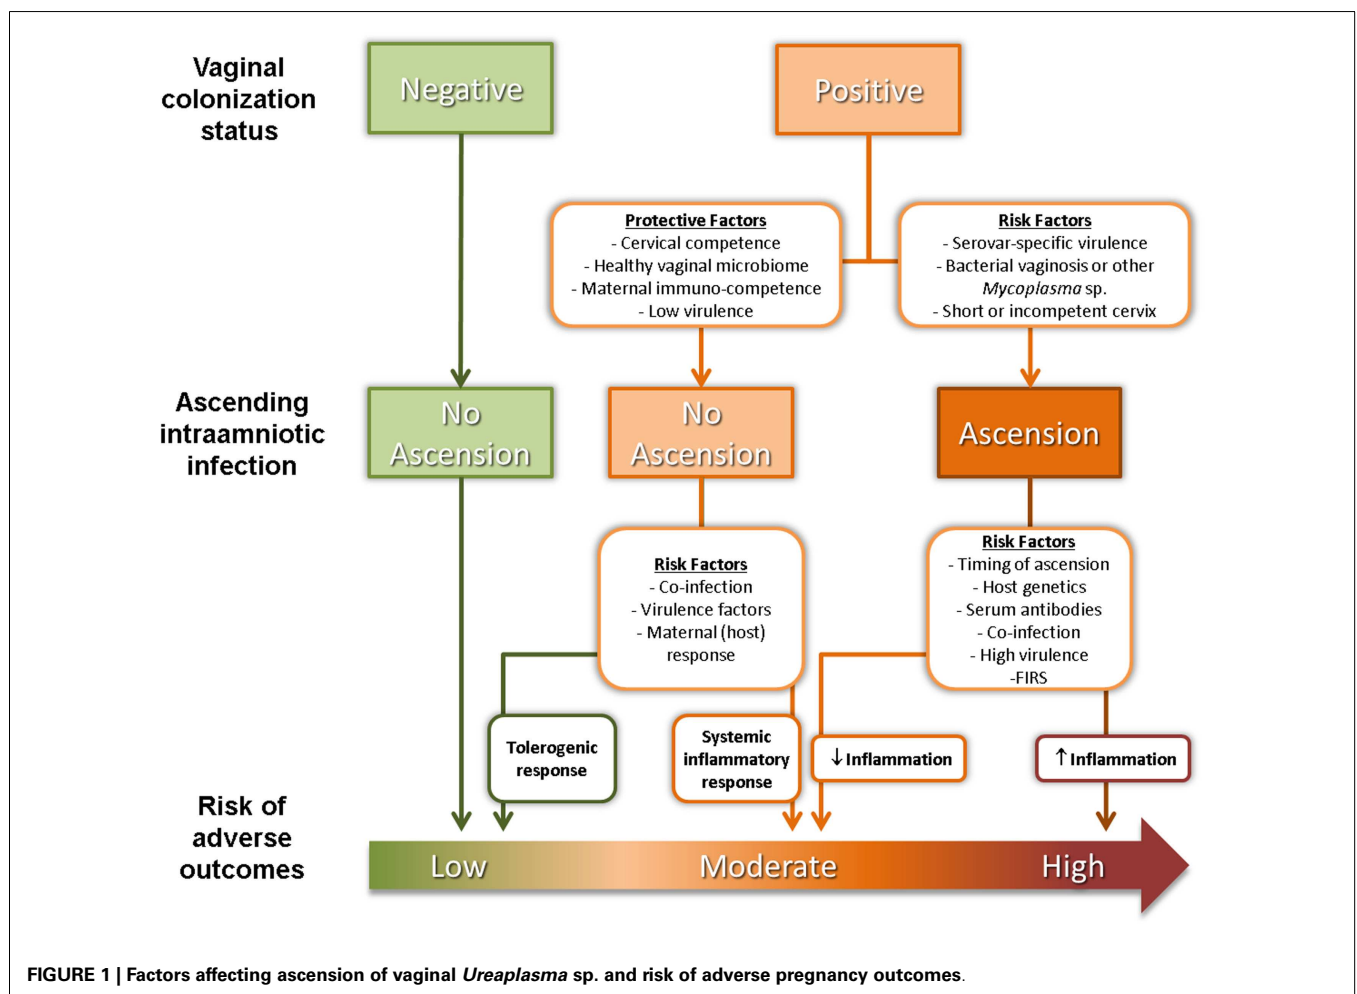 Vaginal
colonization
status
Negative
Positive
Protective Factors
- Cervical competence
- Healthy vaginal microbiome
- Maternal immuno-competence
- Low virulence
Risk Factors
- Serovar-specific virulence
- Bacterial vaginosis or other
Mycoplasma sp.
- Short or incompetent cervix
Ascending
intraamniotic
infection
No
Ascension
No
Ascension
Ascension
Risk Factors
- Co-infection
- Virulence factors
- Maternal (host)
response
Risk Factors
- Timing of ascension
- Host genetics
- Serum antibodies
- Co-infection
- High virulence
-FIRS
Tolerogenic
response
Systemic
inflammatory
response
↓Inflammation
↑Inflammation
Risk of
adverse
outcomes
Low
Moderate
High
FIGURE 1 | Factors affecting ascension of vaginal Ureaplasma sp. and risk of adverse pregnancy outcomes.